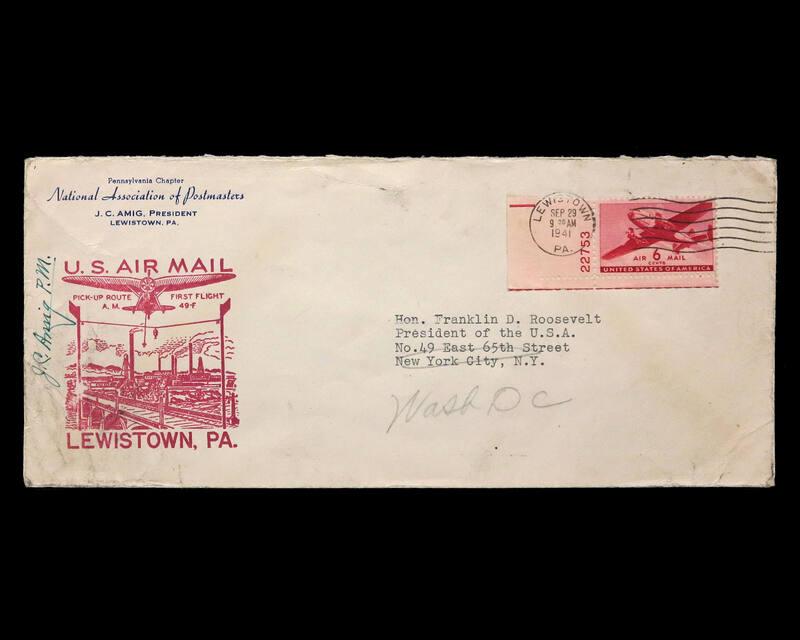 Pennsylvania Chapter
National Association of Postmasters
J. C. AMIG, PRESIDENT
LEWISTOWN, PA.
J.C. Amig P.M.
U.S. AIR MAIL
PICK-UP ROUTE FIRST FLIGHT
A.M. 49-F
LEWISTOWN, PA.
LEWISTOWN
SEP 29
9 30 AM
1941
PA.
22753
6
AIR MAIL
CENTS
UNITED STATES OF AMERICA
Hon. Franklin D. Roosevelt
President of the U.S.A.
No.49 East 65th Street
New York City, N.Y.
Wash D C